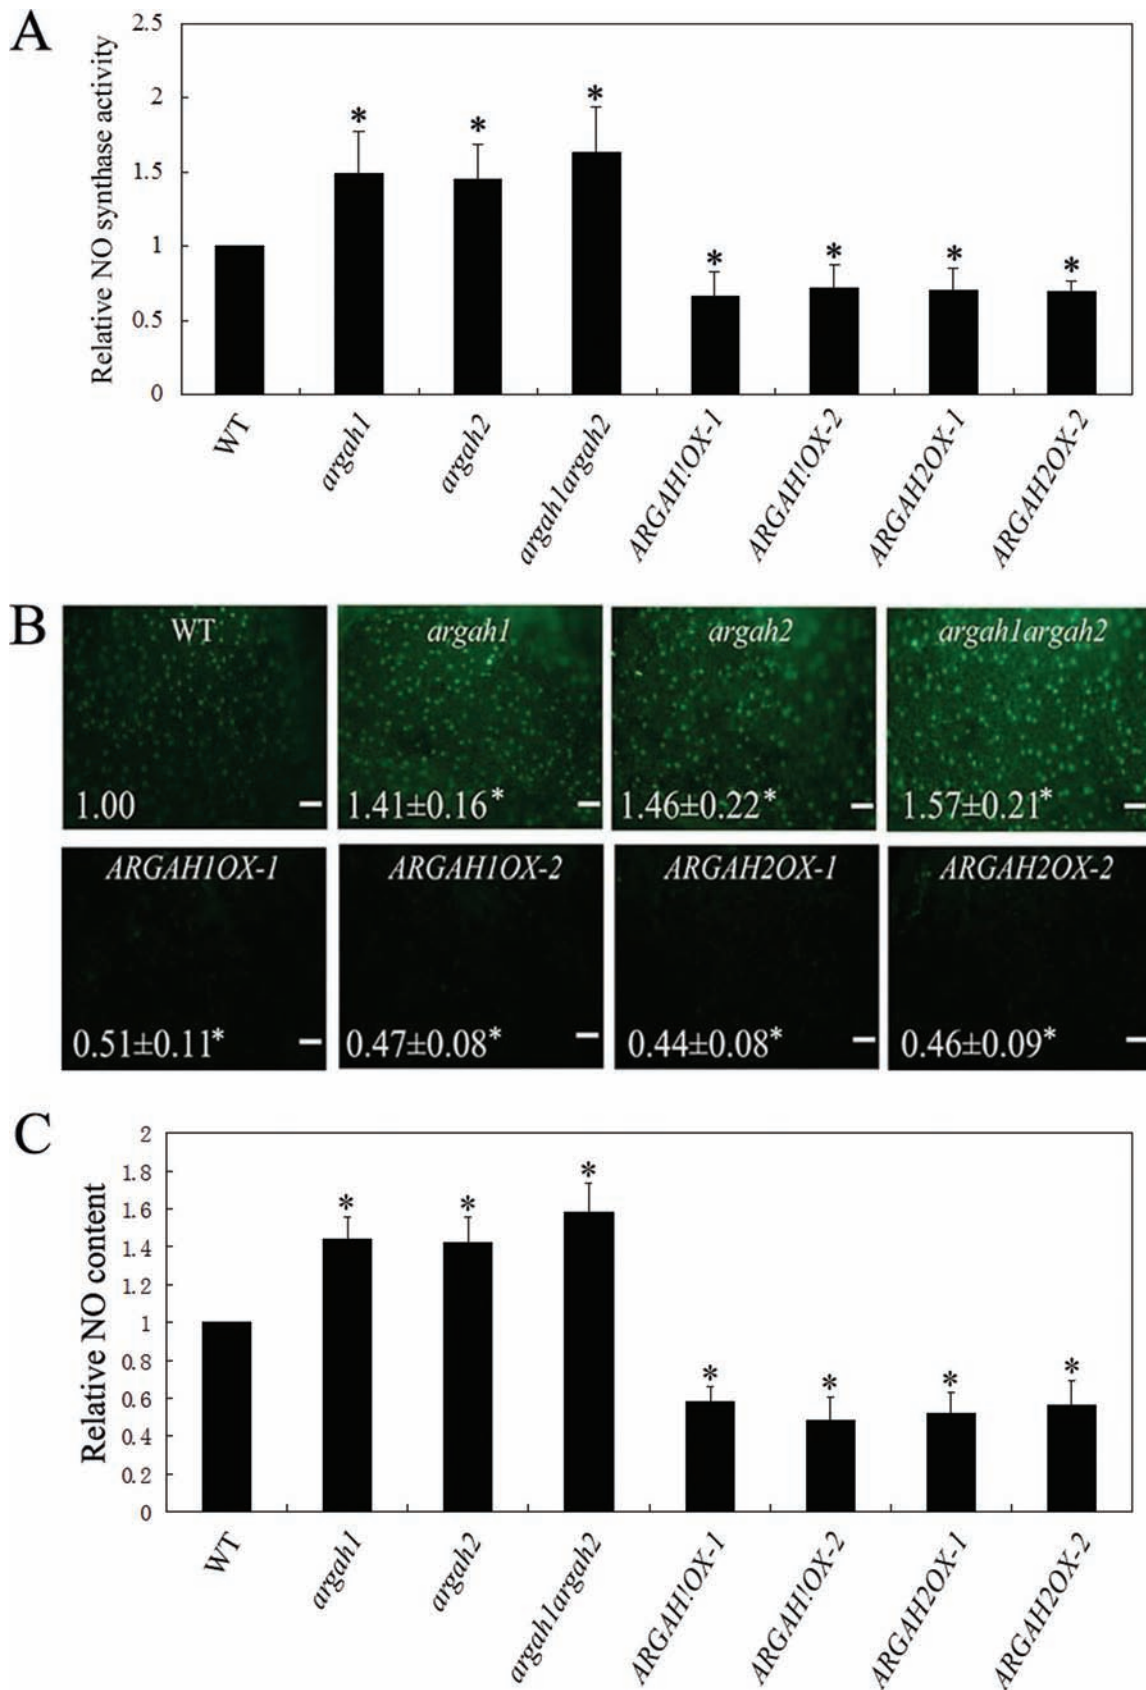 A
Relative NO synthase activity
2.5
2
1.5
1
0.5
0
* * * * * * *
WT
argah1
argah2
argah1argah2
ARGAH!OX-1
ARGAH!OX-2
ARGAH2OX-1
ARGAH2OX-2
B
WT argah1 argah2 argah1argah2
1.00 1.41±0.16* 1.46±0.22* 1.57±0.21*
ARGAH1OX-1 ARGAH1OX-2 ARGAH2OX-1 ARGAH2OX-2
0.51±0.11* 0.47±0.08* 0.44±0.08* 0.46±0.09*
C
Relative NO content
2
1.8
1.6
1.4
1.2
1
0.8
0.6
0.4
0.2
0
* * * * * * *
WT
argah1
argah2
argah1argah2
ARGAH!OX-1
ARGAH!OX-2
ARGAH2OX-1
ARGAH2OX-2